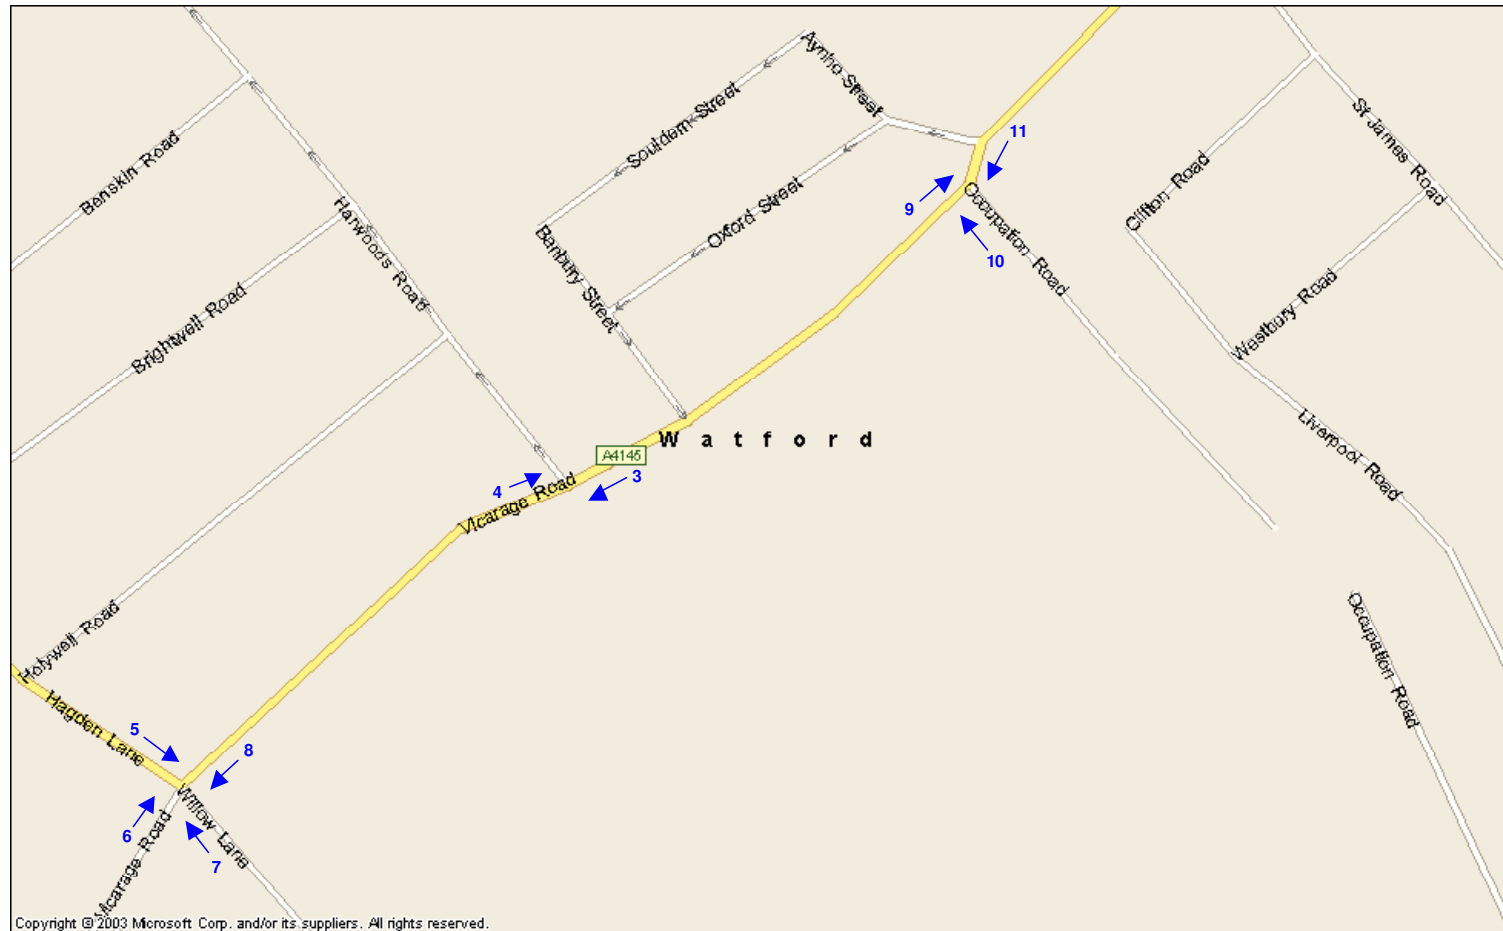 Aynho Street
Souldern Street
St James Road
11
Benskin Road
Clifton Road
9
Occupation Road
Oxford Street
Harwoods Road
10
Banbury Street
Brightwell Road
Westbury Road
Watford
A4145
Liverpool Road
4
3
Vicarage Road
Holywell Road
Occupation Road
Hagden Lane
5
8
Willow Lane
6
7
Vicarage Road
Copyright © 2003 Microsoft Corp. and/or its suppliers. All rights reserved.